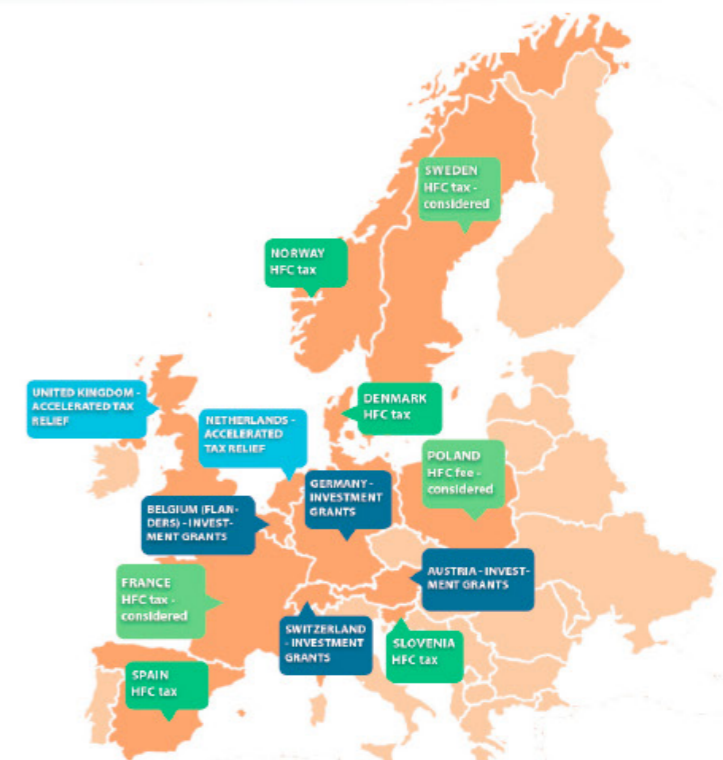 SWEDEN
HFC tax -
considered
NORWAY
HFC tax
UNITED KINGDOM -
ACCELERATED TAX
RELIEF
DENMARK
HFC tax
NETHERLANDS -
ACCELERATED
TAX RELIEF
POLAND
HFC fee -
considered
GERMANY -
INVESTMENT
GRANTS
BELGIUM (FLAN-
DERS) - INVEST-
MENT GRANTS
AUSTRIA - INVEST-
MENT GRANTS
FRANCE
HFC tax -
considered
SWITZERLAND
- INVESTMENT
GRANTS
SLOVENIA
HFC tax
SPAIN
HFC tax